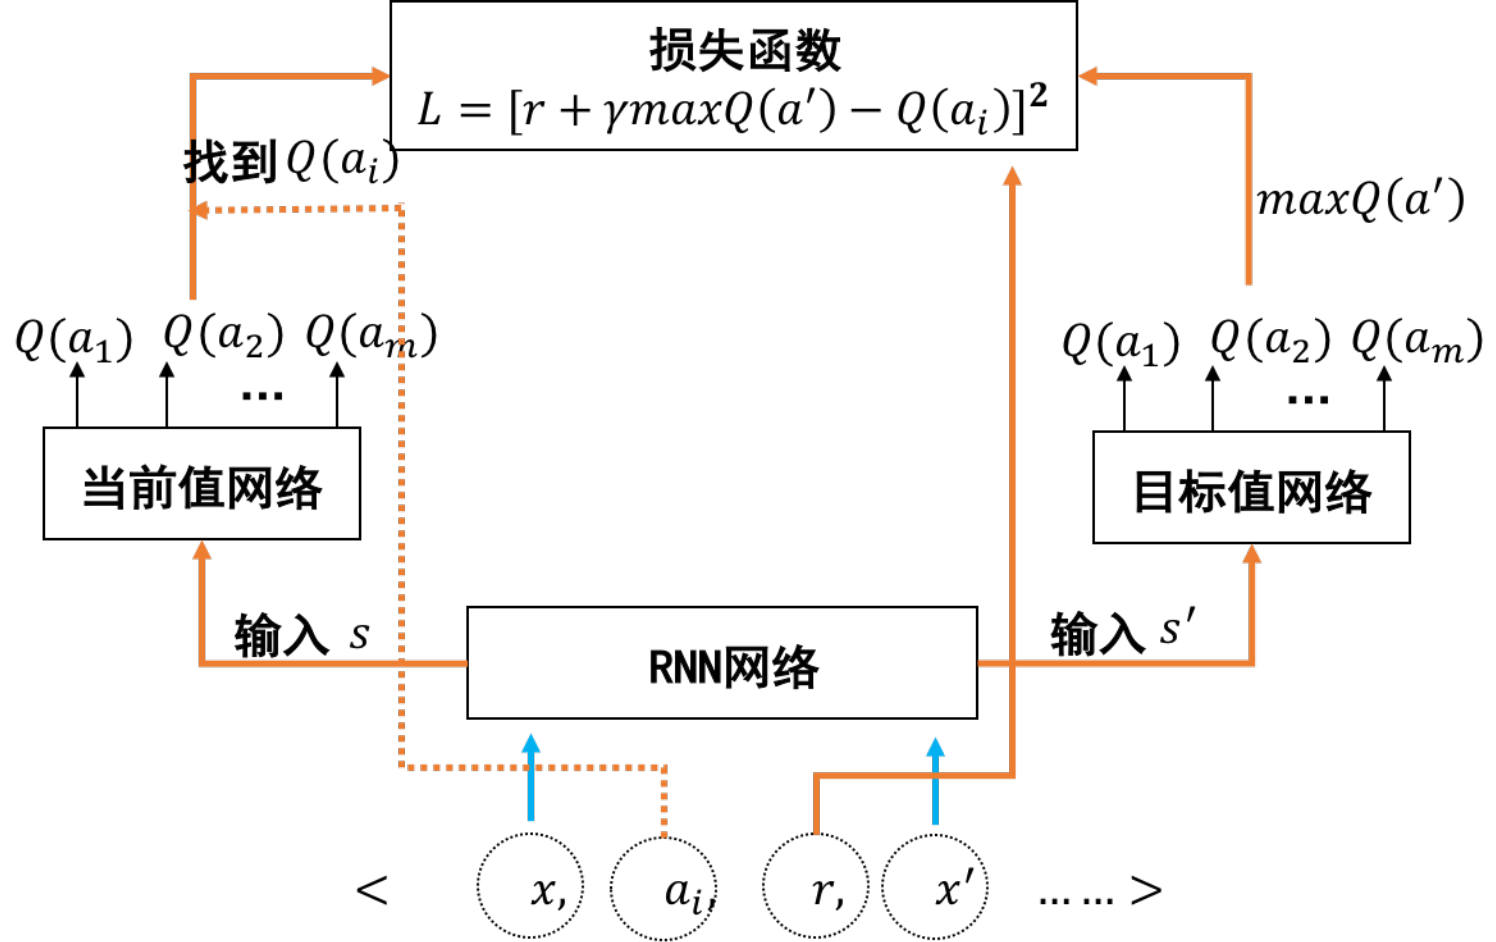 损失函数
L = [r + γmaxQ(a′) − Q(aᵢ)]²
找到 Q(aᵢ)
maxQ(a′)
Q(a₁) Q(a₂) Q(aₘ)
...
Q(a₁) Q(a₂) Q(aₘ)
...
当前值网络
目标值网络
输入 s
输入 s′
RNN网络
< x, aᵢ, r, x′ ... ... >